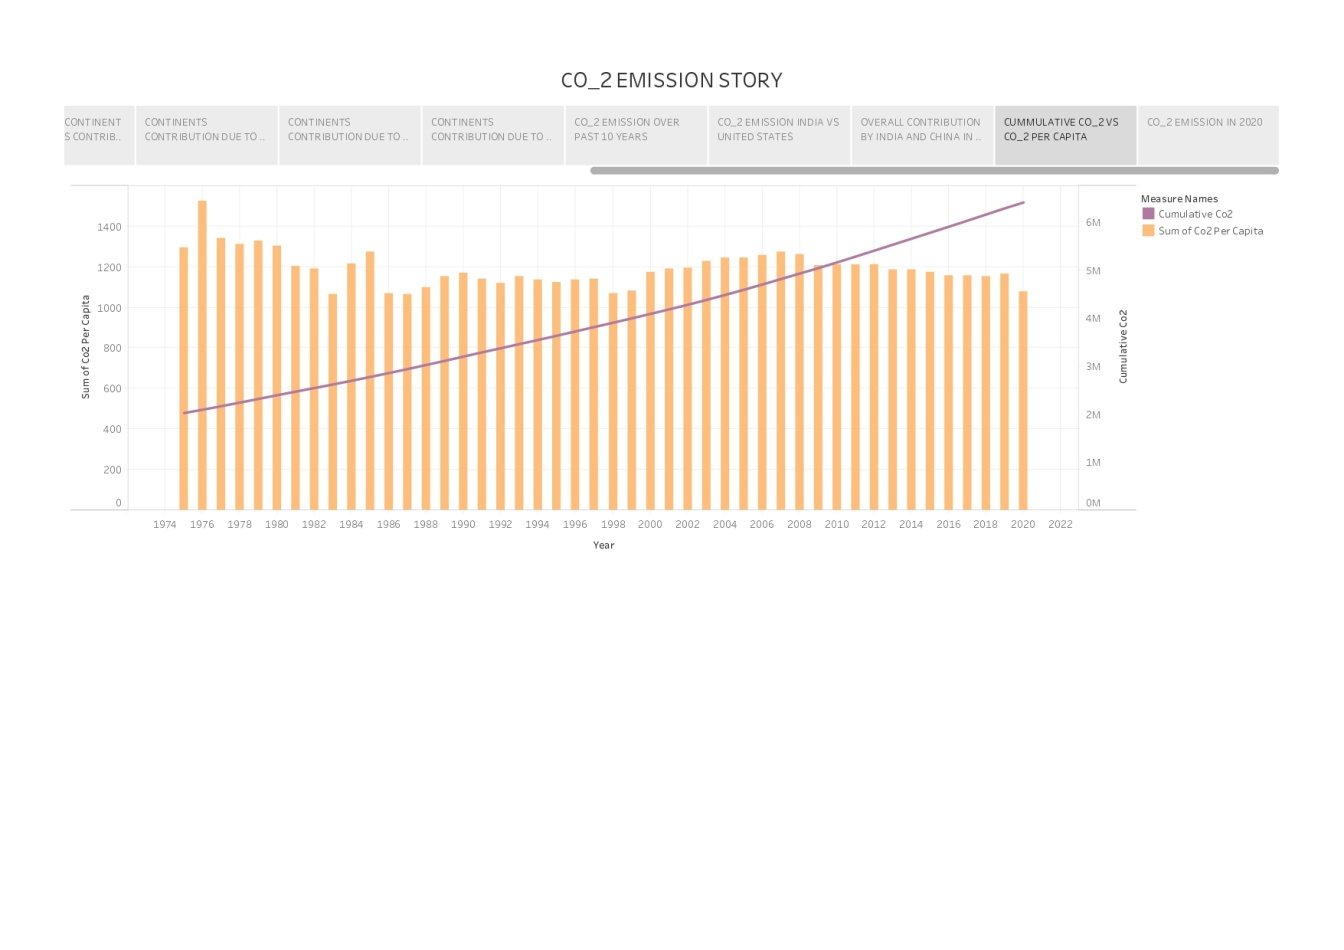 CO_2 EMISSION STORY
CONTINENT
S CONTRIB..
CONTINENTS
CONTRIBUTION DUE TO ..
CONTINENTS
CONTRIBUTION DUE TO ..
CONTINENTS
CONTRIBUTION DUE TO ..
CO_2 EMISSION OVER
PAST 10 YEARS
CO_2 EMISSION INDIA VS
UNITED STATES
OVERALL CONTRIBUTION
BY INDIA AND CHINA IN ..
CUMMULATIVE CO_2 VS
CO_2 PER CAPITA
CO_2 EMISSION IN 2020
Sum of Co2 Per Capita
1400
1200
1000
800
600
400
200
0
6M
5M
4M
3M
2M
1M
0M
Cumulative Co2
Measure Names
Cumulative Co2
Sum of Co2 Per Capita
1974 1976 1978 1980 1982 1984 1986 1988 1990 1992 1994 1996 1998 2000 2002 2004 2006 2008 2010 2012 2014 2016 2018 2020 2022
Year